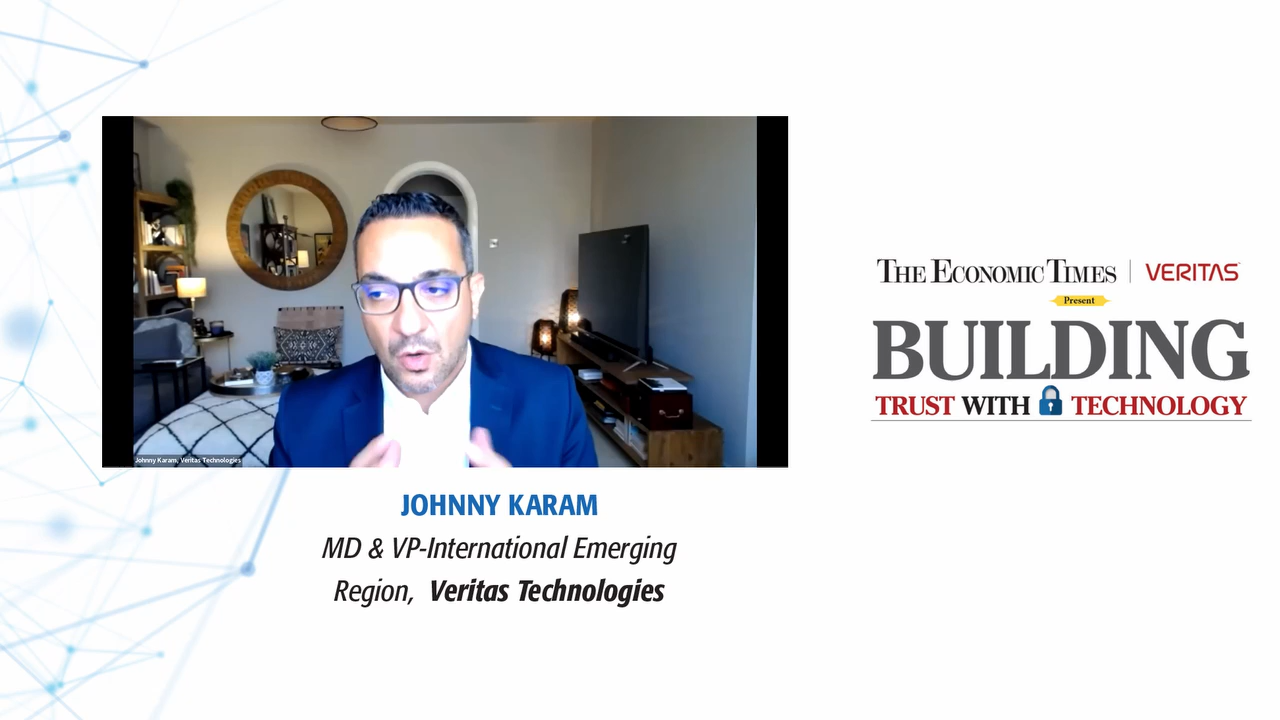 Johnny Karam, Veritas Technologies
JOHNNY KARAM
MD & VP-International Emerging
Region, Veritas Technologies
THE ECONOMIC TIMES | VERITAS
Present
BUILDING
TRUST WITH TECHNOLOGY